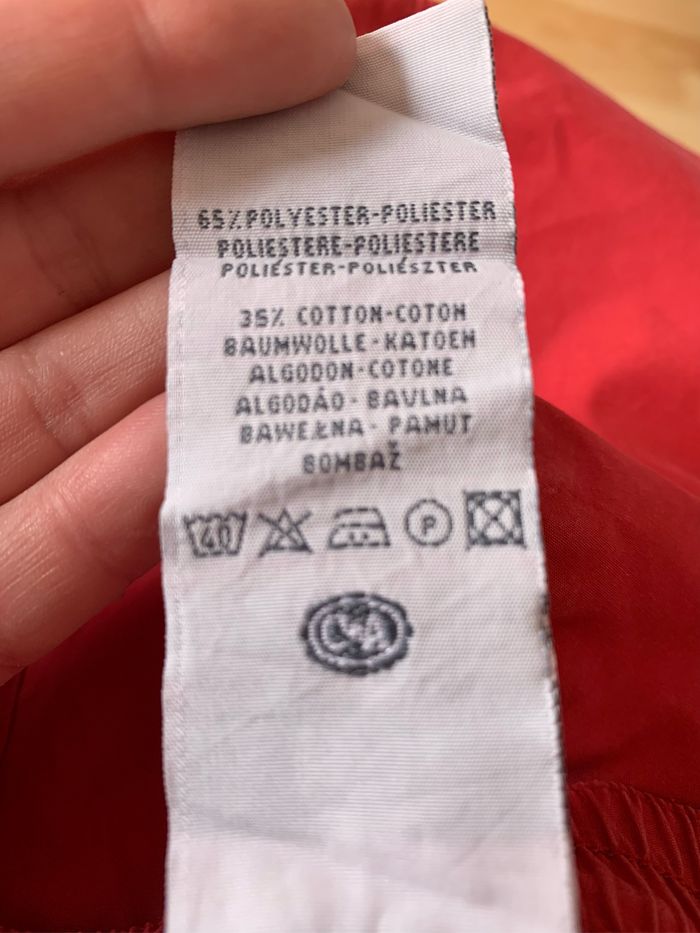 65% POLYESTER-POLIESTER
POLIESTERE-POLIESTERE
POLIÉSTER-POLIÉSZTER
35% COTTON-COTON
BAUMWOLLE-KATOEN
ALGODON-COTONE
ALGODÃO-BAVLNA
BAWEŁNA-PAMUT
BOMBAŽ
40 P
C&A